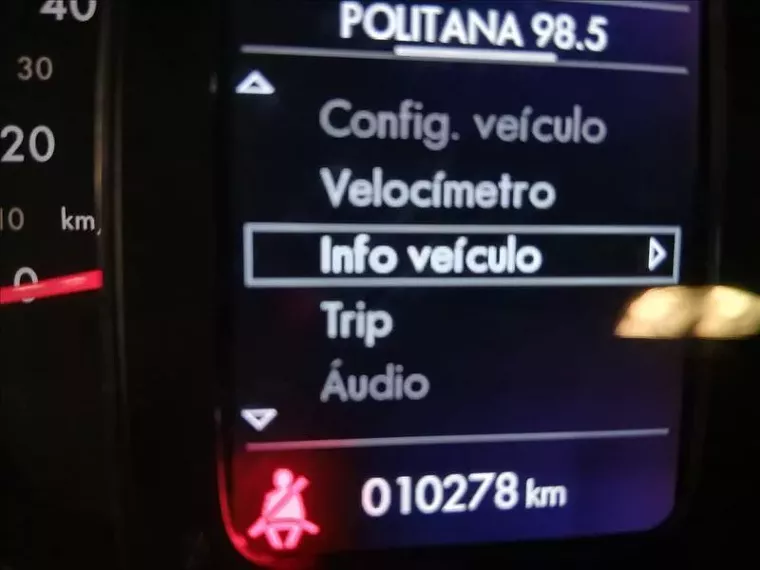 40
POLITANA 98.5
30
Config. veículo
20
Velocímetro
10 km
Info veículo
0
Trip
Áudio
010278 km